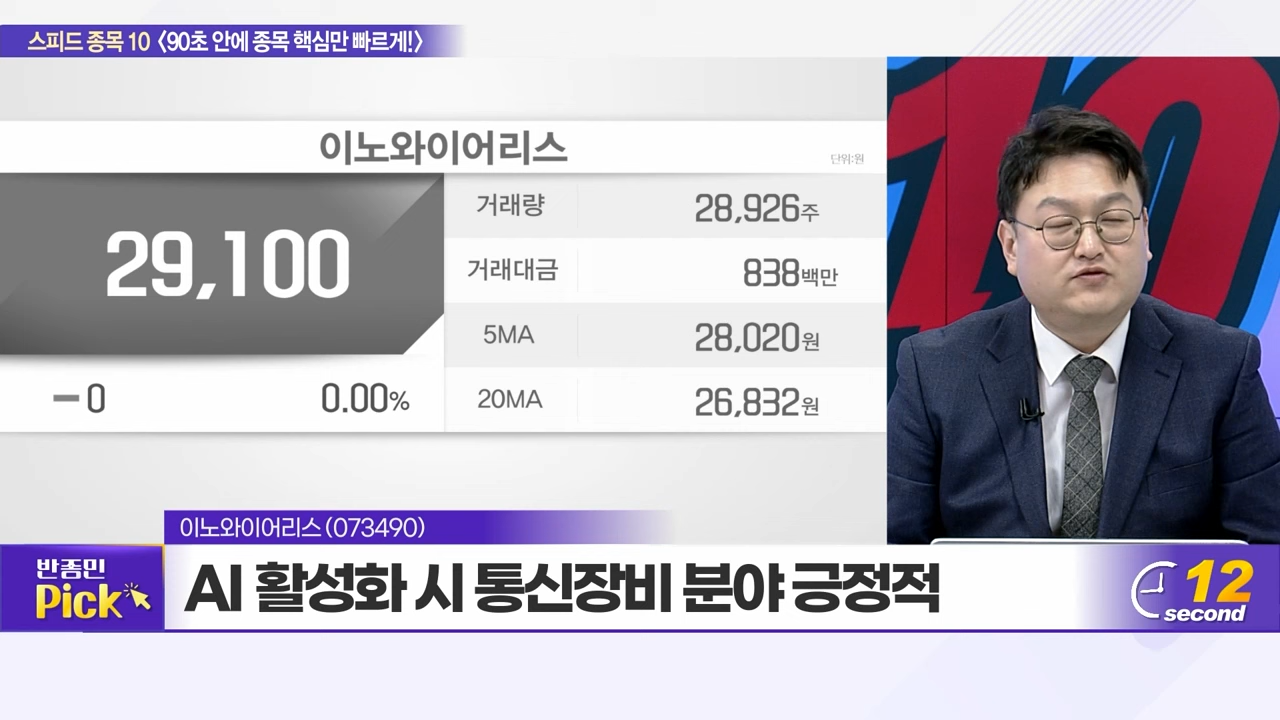 스피드 종목 10 〈90초 안에 종목 핵심만 빠르게!〉
10
이노와이어리스
단위:원
29,100
0 0.00%
거래량 28,926주
거래대금 838백만
5MA 28,020원
20MA 26,832원
이노와이어리스 (073490)
반종민
Pick
AI 활성화 시 통신장비 분야 긍정적
12
second